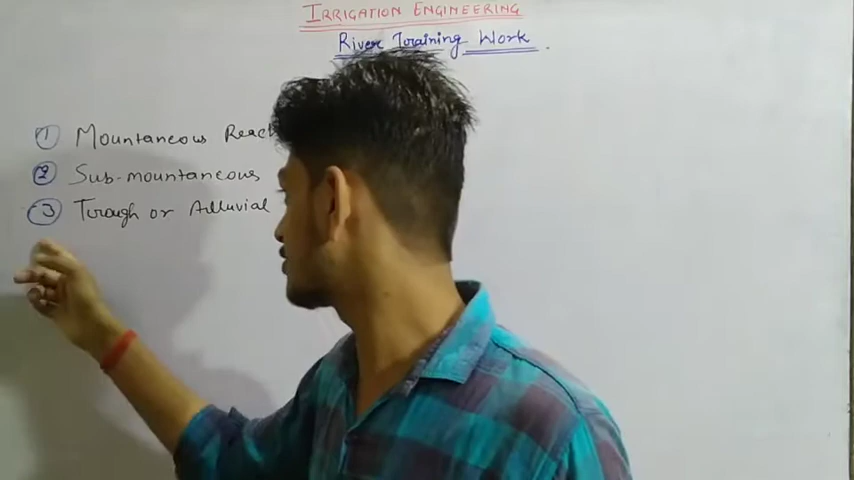 IRRIGATION ENGINEERING
River Training Work.
① Mountaneous
② Sub-mountaneous
③ Trough or Alluvial